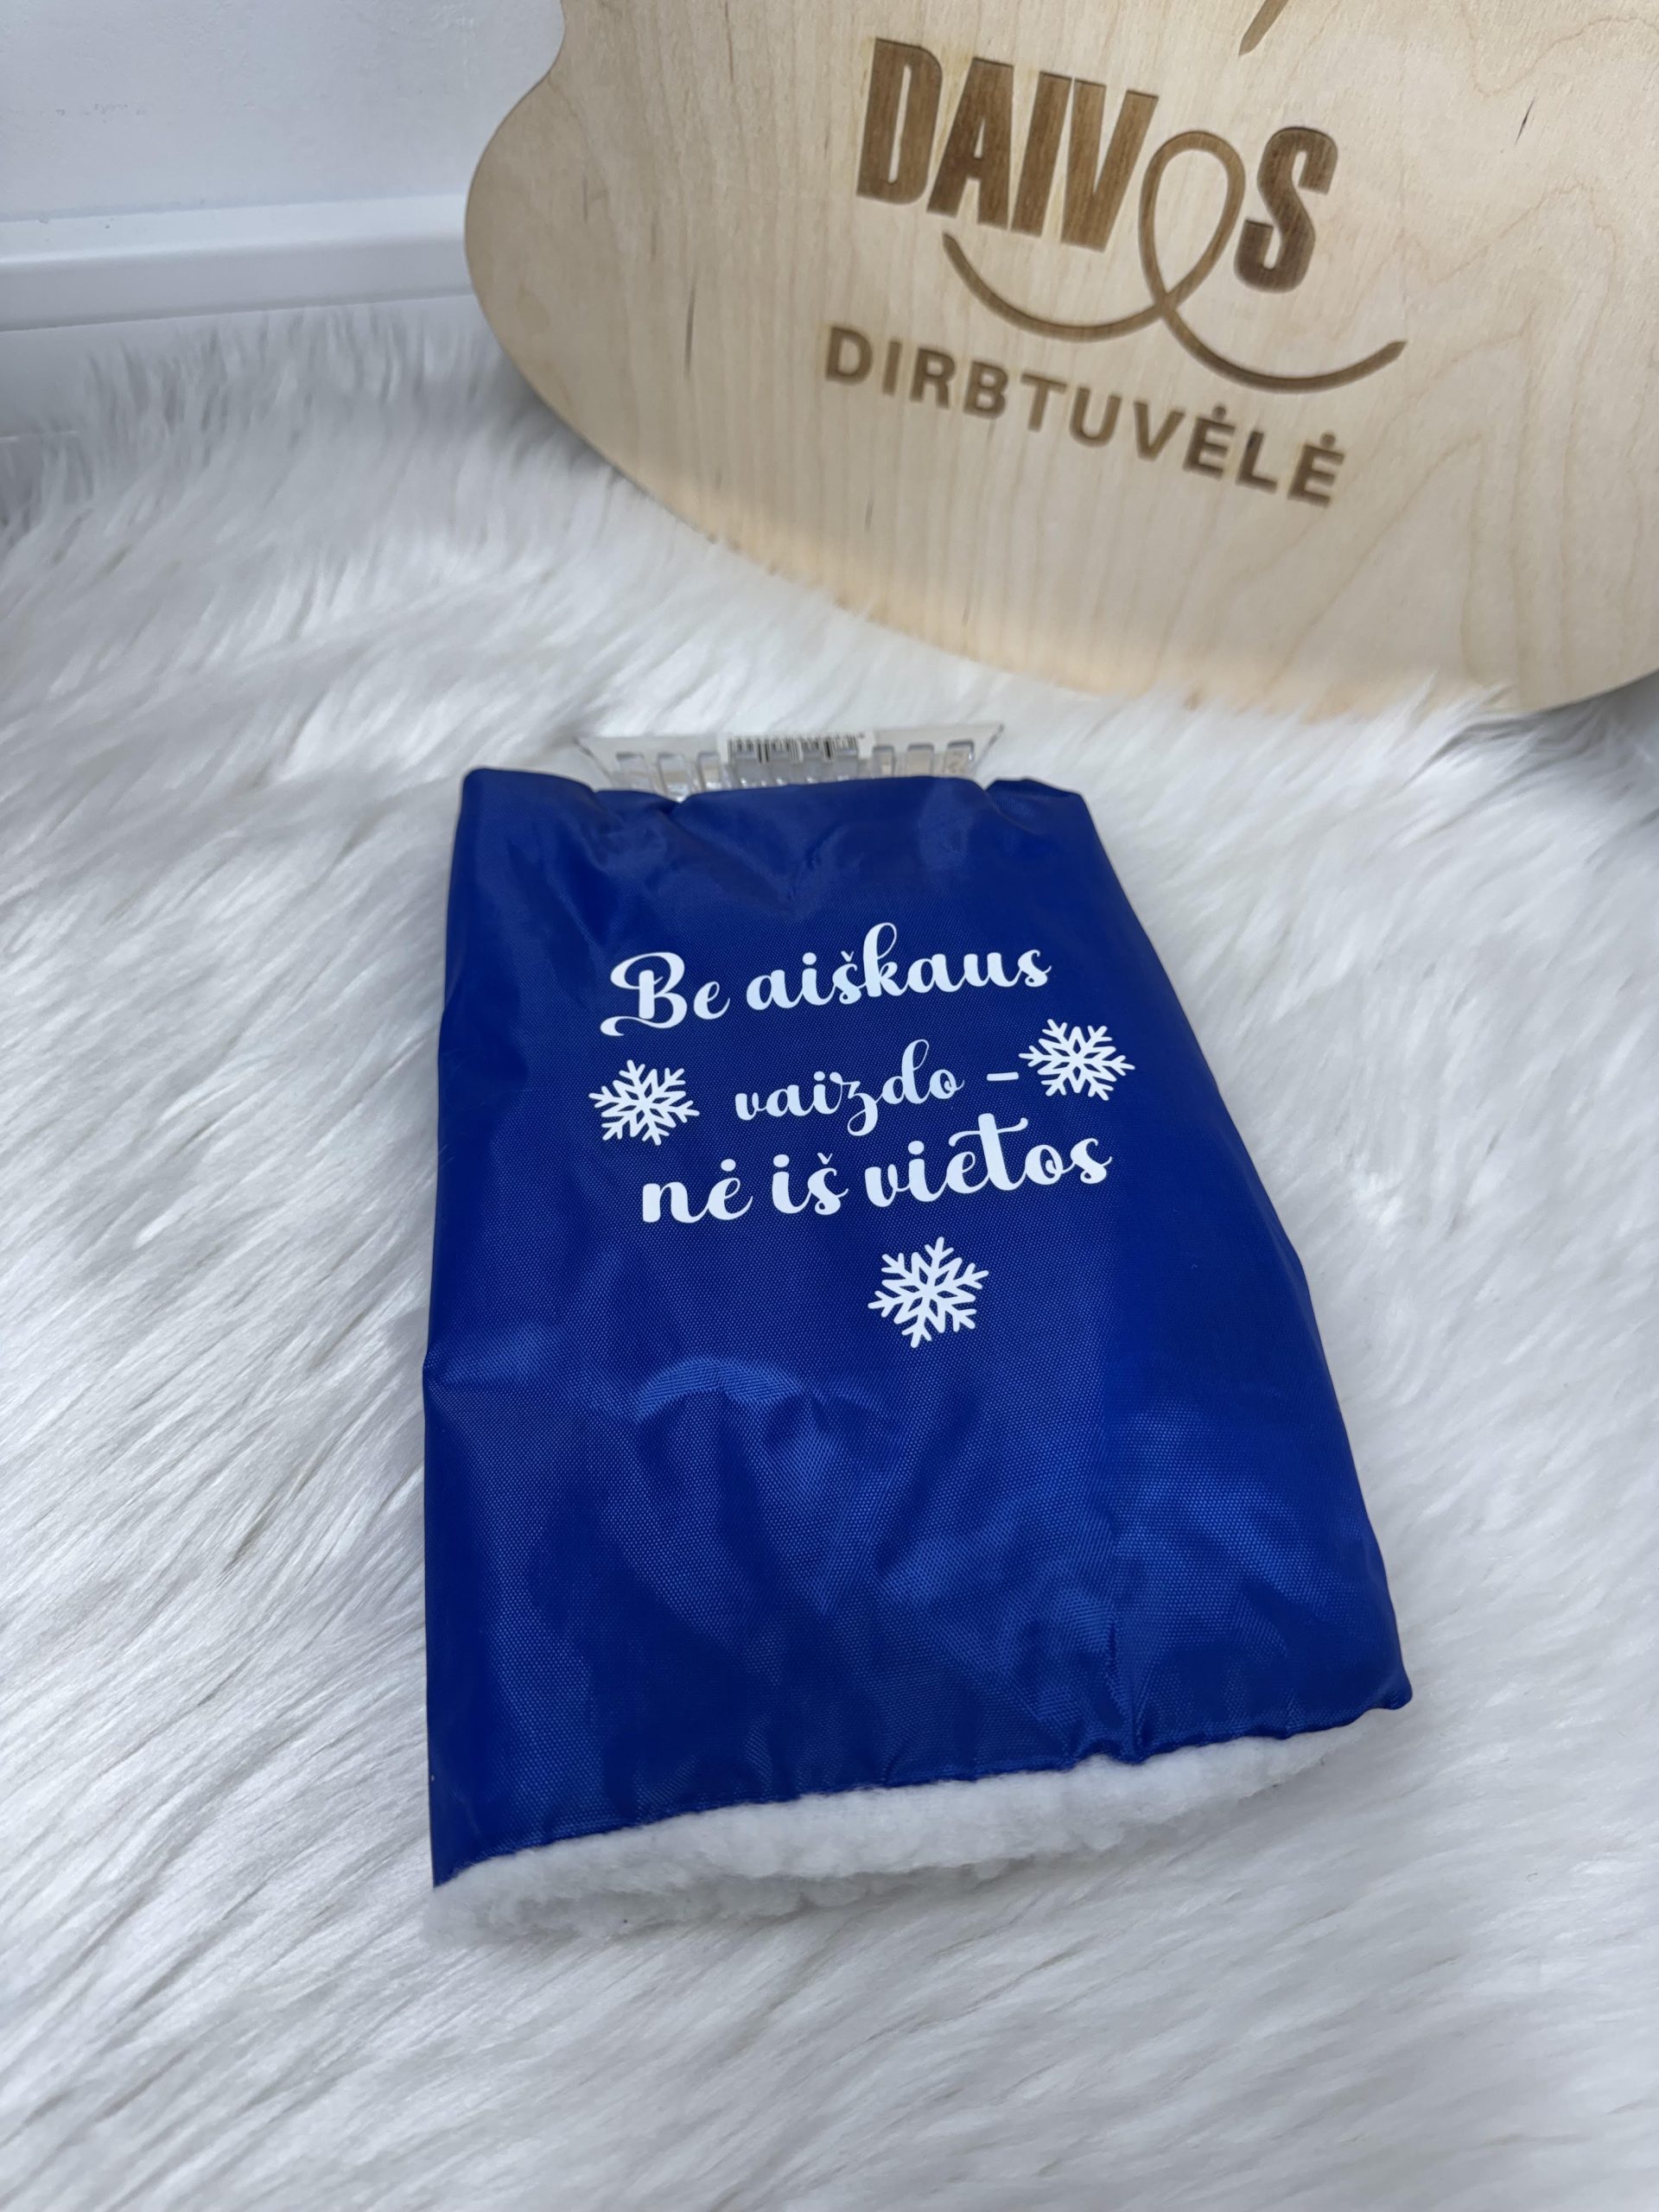 DAIVOS
DIRBTUVĖLĖ
Be aiškaus
vaizdo -
nė iš vietos